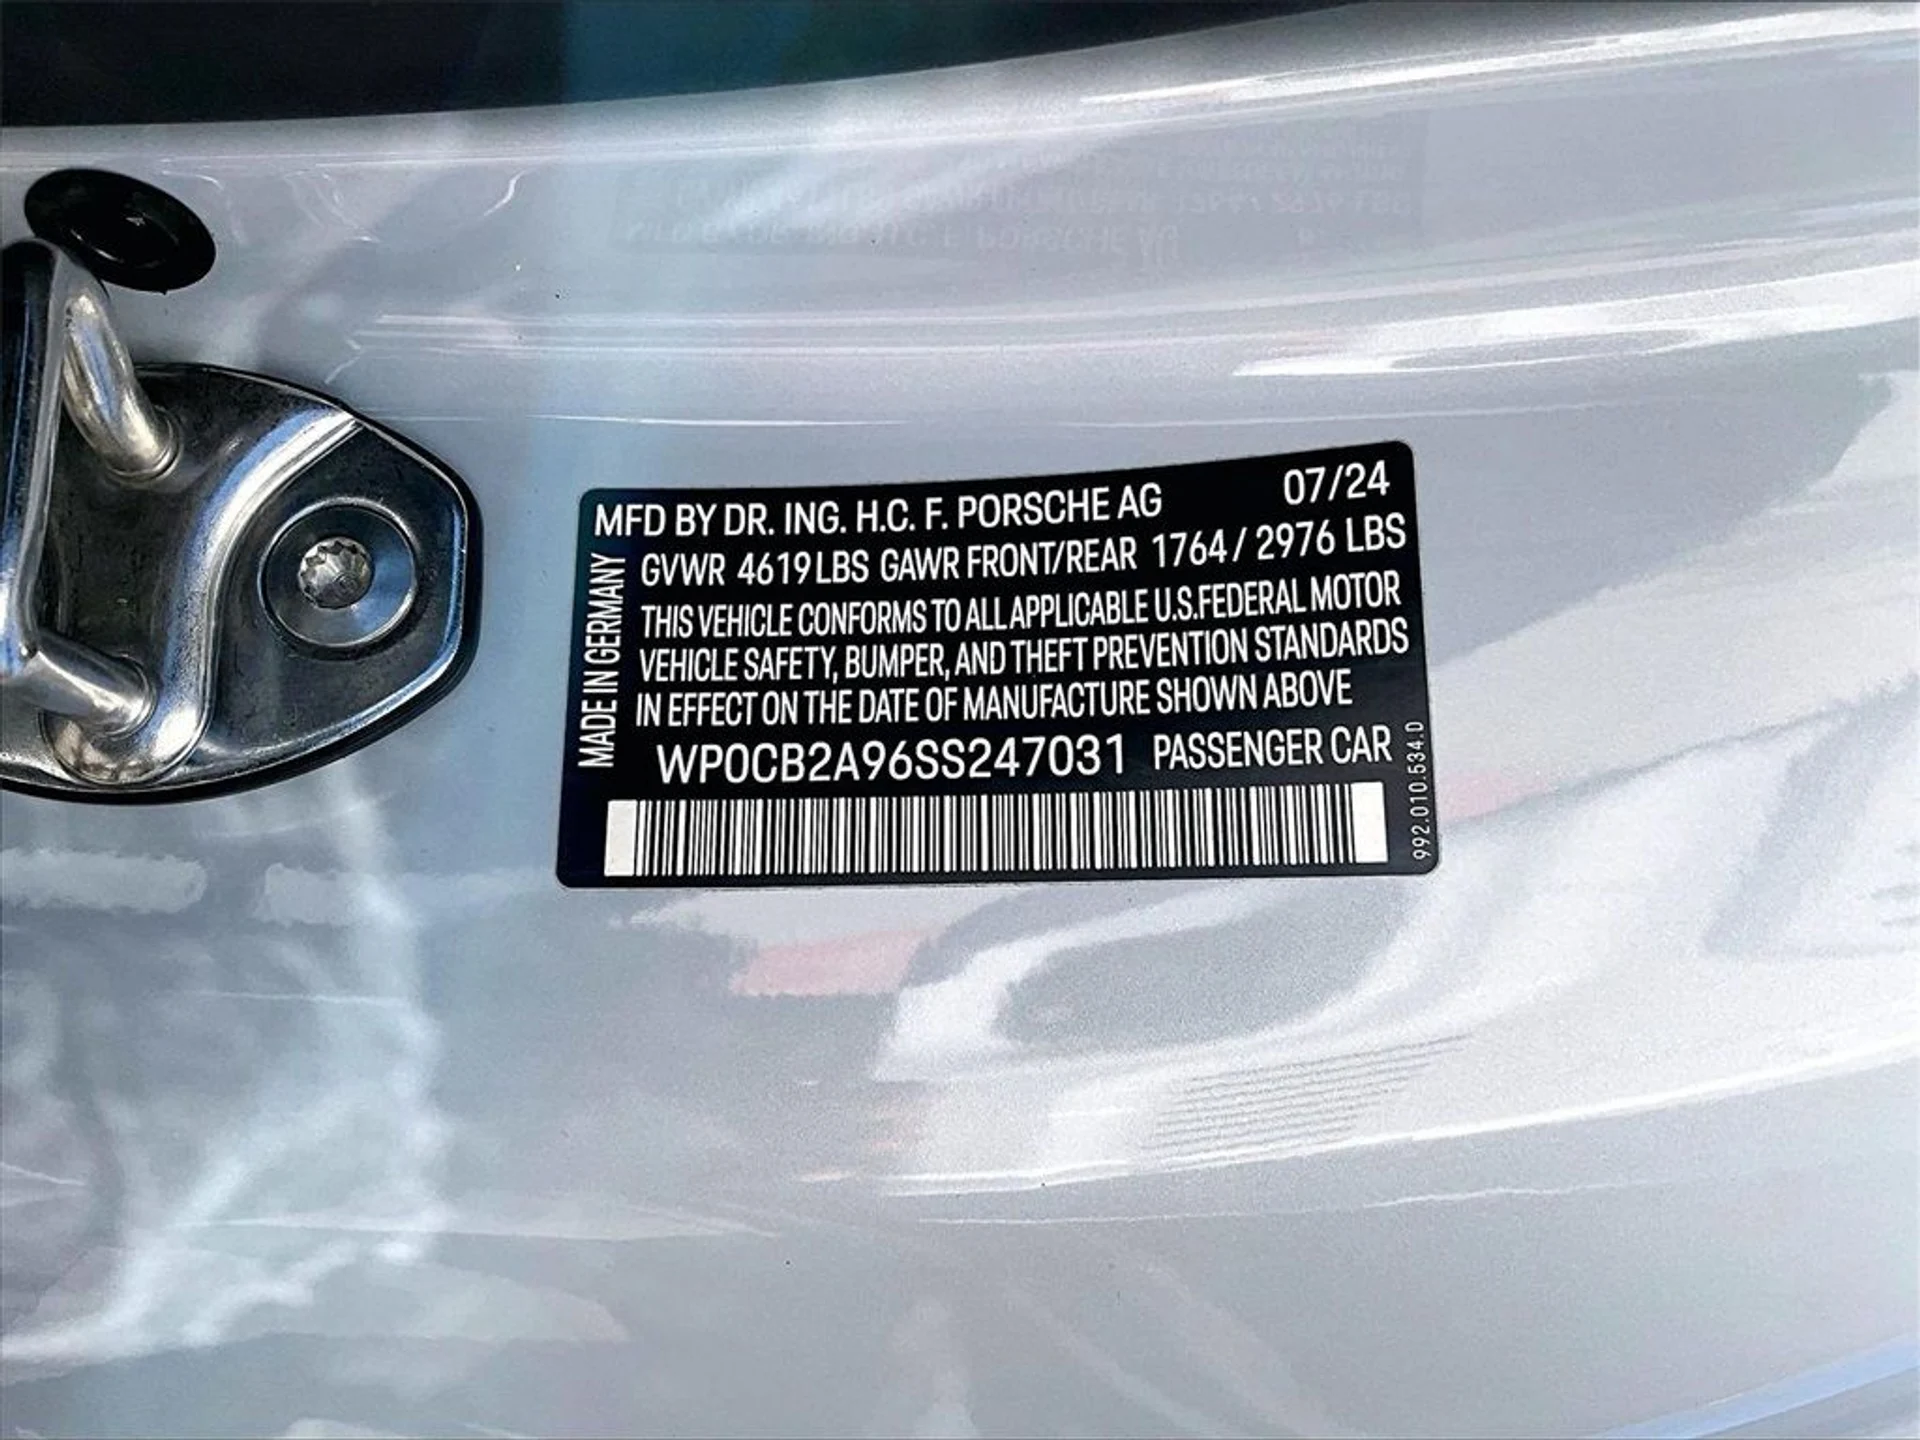 MFD BY DR. ING. H.C. F. PORSCHE AG 07/24
GVWR 4619 LBS GAWR FRONT/REAR 1764 / 2976 LBS
THIS VEHICLE CONFORMS TO ALL APPLICABLE U.S.FEDERAL MOTOR
VEHICLE SAFETY, BUMPER, AND THEFT PREVENTION STANDARDS
IN EFFECT ON THE DATE OF MANUFACTURE SHOWN ABOVE
WP0CB2A96SS247031 PASSENGER CAR
MADE IN GERMANY
992.010.534.0